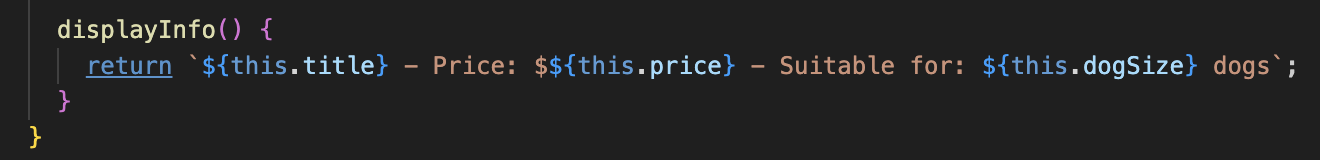 displayInfo() {
return `${this.title} – Price: $${this.price} – Suitable for: ${this.dogSize} dogs`;
}
}